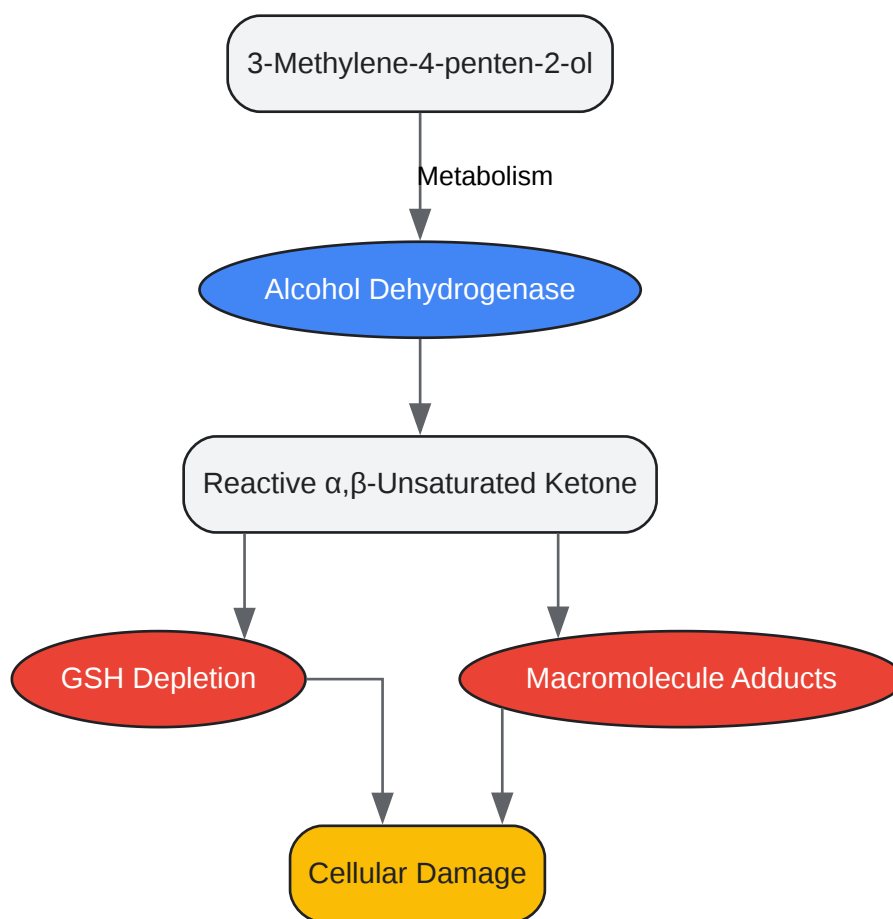 3-Methylene-4-penten-2-ol
Metabolism
Alcohol Dehydrogenase
Reactive α,β-Unsaturated Ketone
GSH Depletion
Macromolecule Adducts
Cellular Damage